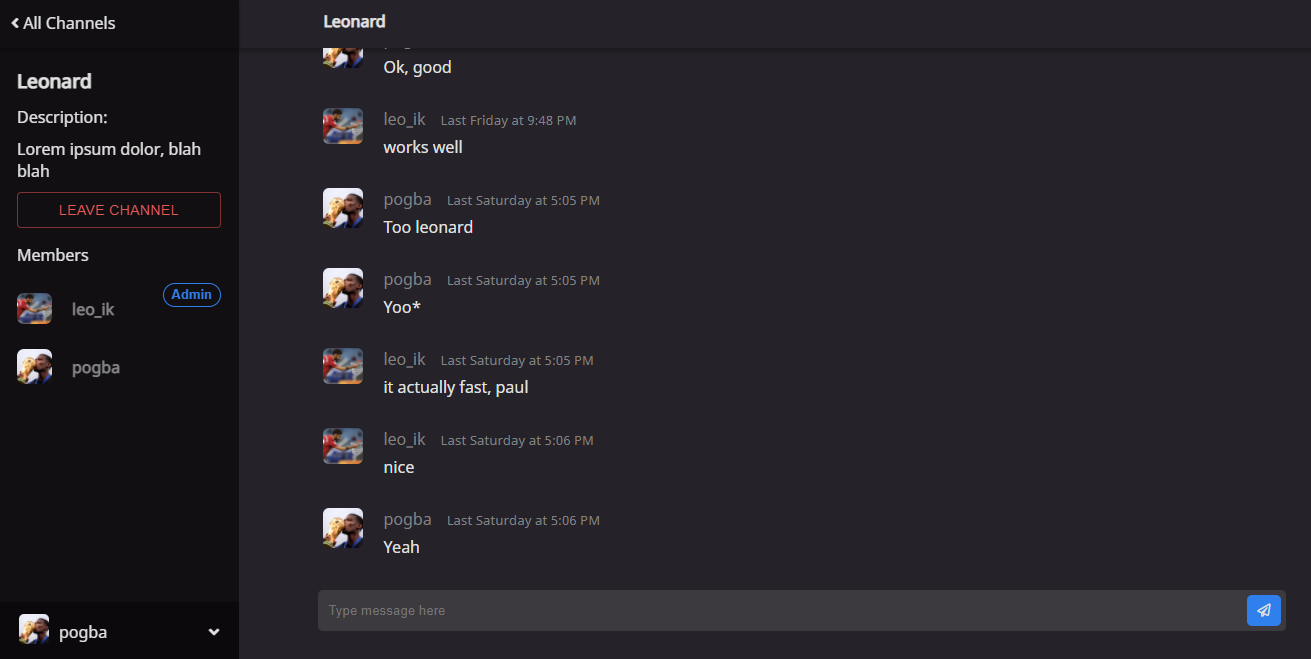 All Channels
Leonard
Description:
Lorem ipsum dolor, blah
blah
LEAVE CHANNEL
Members
leo_ik
Admin
pogba
pogba
Leonard
Ok, good
leo_ik Last Friday at 9:48 PM
works well
pogba Last Saturday at 5:05 PM
Too leonard
pogba Last Saturday at 5:05 PM
Yoo*
leo_ik Last Saturday at 5:05 PM
it actually fast, paul
leo_ik Last Saturday at 5:06 PM
nice
pogba Last Saturday at 5:06 PM
Yeah
Type message here